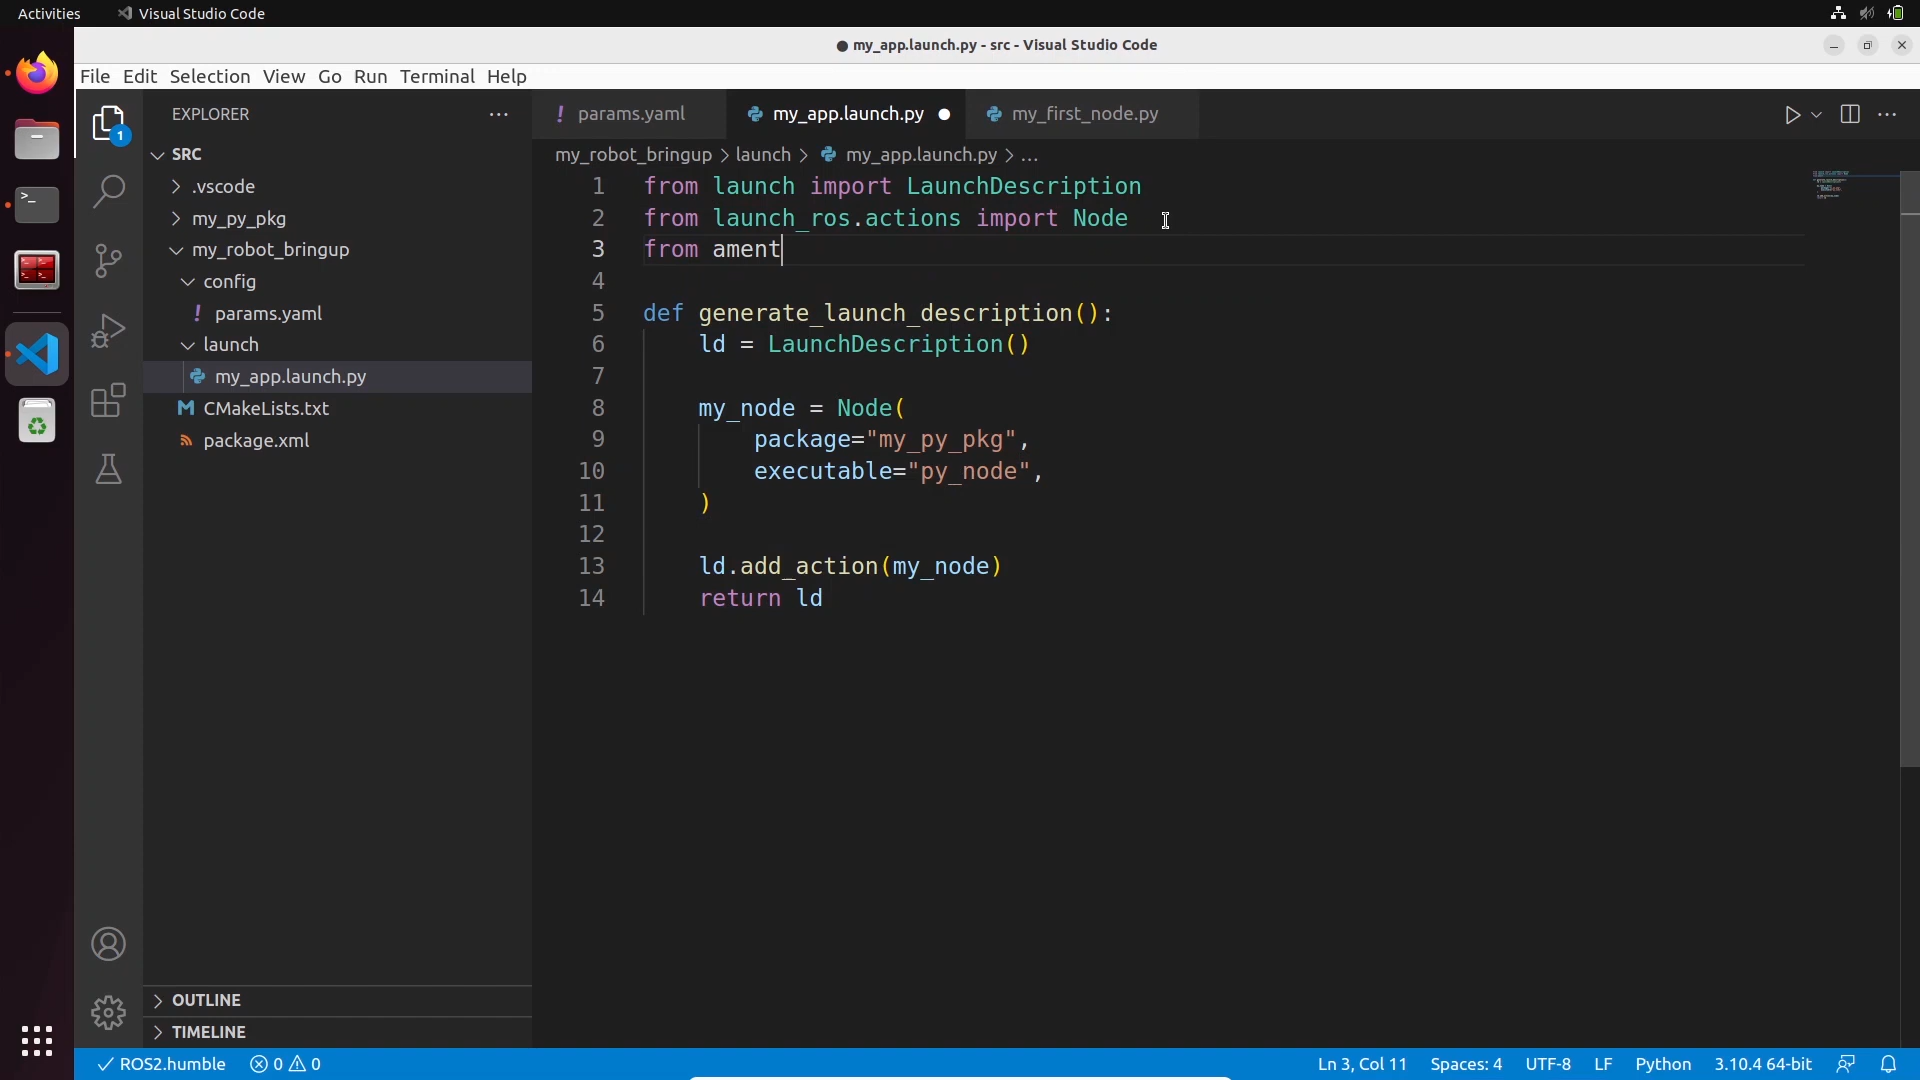 Activities
Visual Studio Code
● my_app.launch.py - src - Visual Studio Code
File Edit Selection View Go Run Terminal Help
EXPLORER
1
SRC
.vscode
my_py_pkg
my_robot_bringup
config
params.yaml
launch
my_app.launch.py
CMakeLists.txt
package.xml
OUTLINE
TIMELINE
params.yaml
my_app.launch.py
my_first_node.py
my_robot_bringup > launch > my_app.launch.py > ...
1 from launch import LaunchDescription
2 from launch_ros.actions import Node
3 from ament
4
5 def generate_launch_description():
6 ld = LaunchDescription()
7
8 my_node = Node(
9 package="my_py_pkg",
10 executable="py_node",
11 )
12
13 ld.add_action(my_node)
14 return ld
ROS2.humble 0 0 Ln 3, Col 11 Spaces: 4 UTF-8 LF Python 3.10.4 64-bit